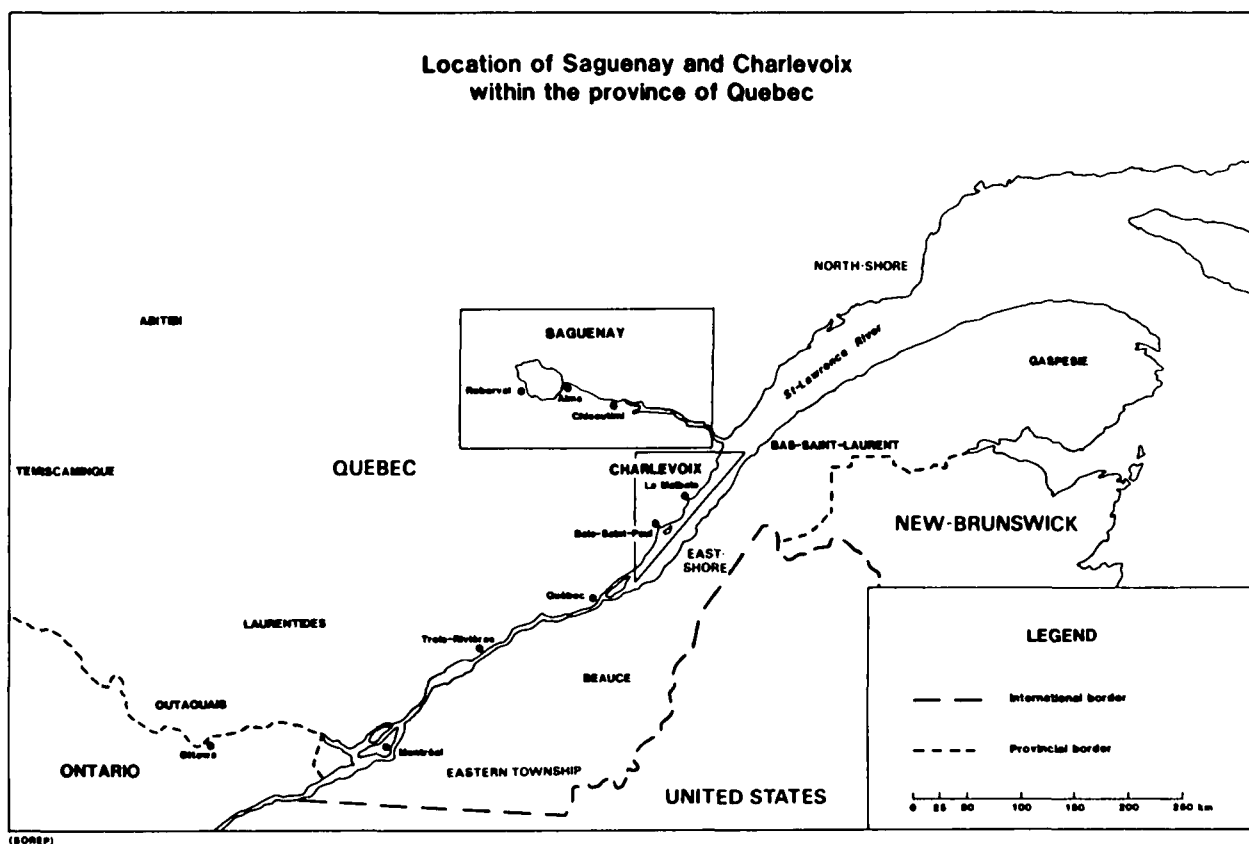 Location of Saguenay and Charlevoix
within the province of Quebec
NORTH-SHORE
ABITEM
SAGUENAY
St-Lawrence River
GASPESIE
Roberval
Alma
Chicoutimi
BAS-SAINT-LAURENT
TEMISCAMINGUE
QUEBEC
CHARLEVOIX
La Malbaie
NEW-BRUNSWICK
Baie-Saint-Paul
EAST-
SHORE
Québec
LAURENTIDES
Trois-Rivières
LEGEND
BEAUCE
International border
OUTAOUAIS
Ottawa
Montréal
Provincial border
ONTARIO
EASTERN TOWNSHIP
UNITED STATES
0 25 50 100 150 200 250 km
(SOREP)